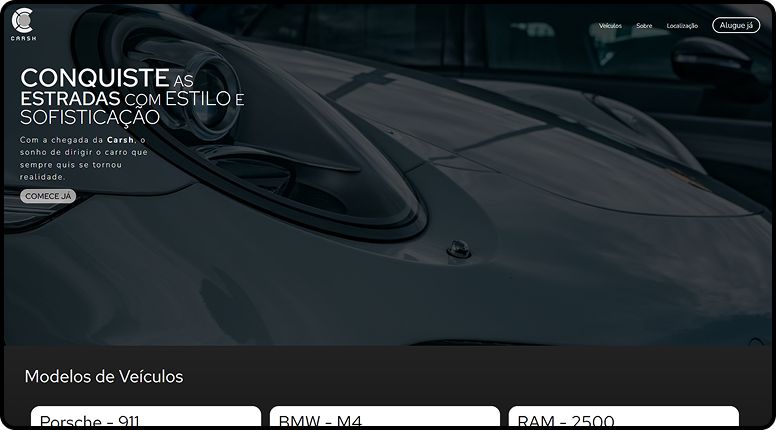 CARSH
Veículos
Sobre
Localização
Alugue já
CONQUISTE AS
ESTRADAS COM ESTILO E
SOFISTICAÇÃO
Com a chegada da Carsh, o
sonho de dirigir o carro que
sempre quis se tornou
realidade.
COMECE JÁ
Modelos de Veículos
Porsche - 911
BMW - M4
RAM - 2500